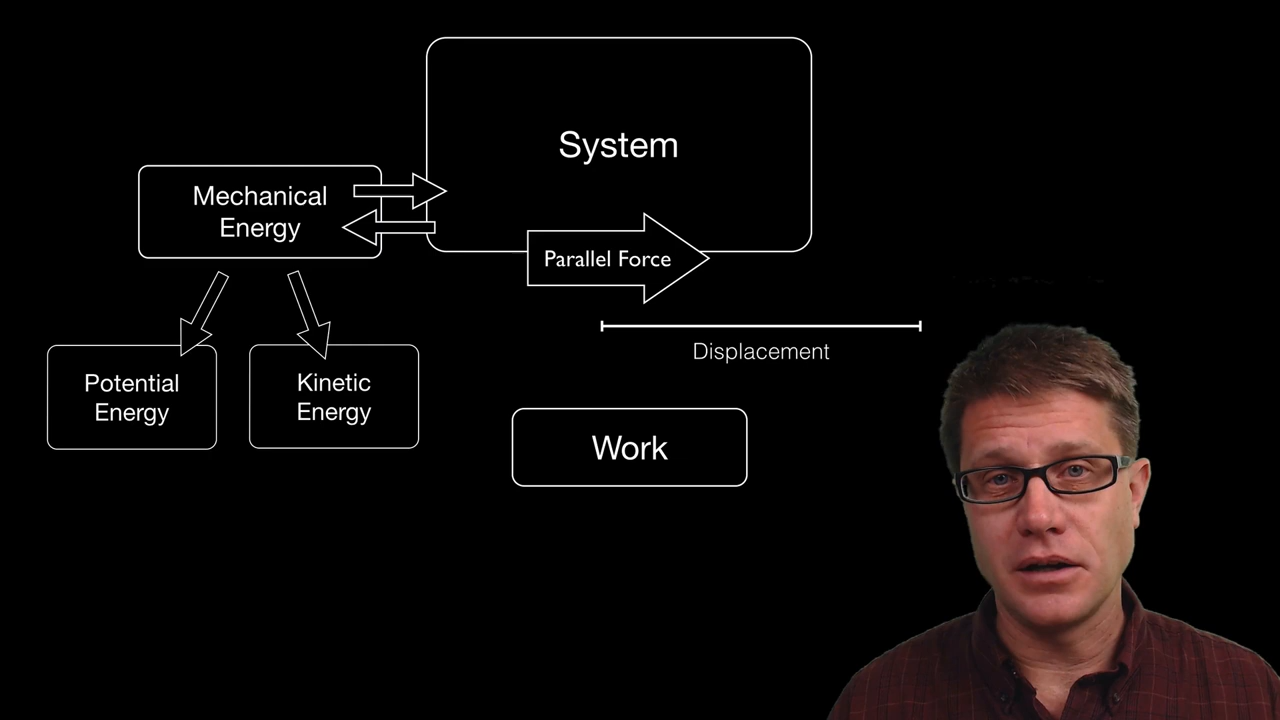 System
Mechanical
Energy
Parallel Force
Displacement
Potential
Energy
Kinetic
Energy
Work